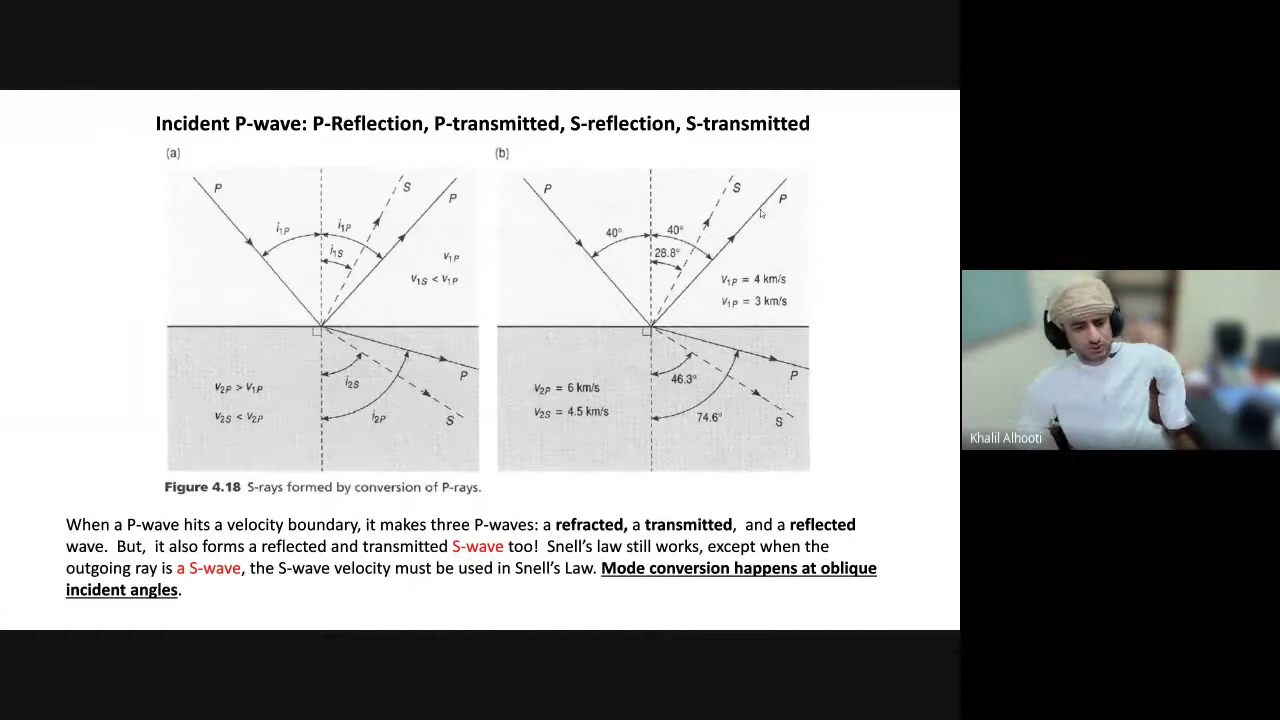 Incident P-wave: P-Reflection, P-transmitted, S-reflection, S-transmitted
(a)
P
S
P
i1P
i1P
i1S
v1P
v1S < v1P
v2P > v1P
v2S < v2P
i2S
i2P
P
S
(b)
P
S
P
40°
40°
28.8°
v1P = 4 km/s
v1P = 3 km/s
v2P = 6 km/s
v2S = 4.5 km/s
46.3°
74.6°
P
S
Figure 4.18 S-rays formed by conversion of P-rays.
When a P-wave hits a velocity boundary, it makes three P-waves: a refracted, a transmitted, and a reflected
wave. But, it also forms a reflected and transmitted S-wave too! Snell's law still works, except when the
outgoing ray is a S-wave, the S-wave velocity must be used in Snell's Law. Mode conversion happens at oblique
incident angles.
Khalil Alhooti